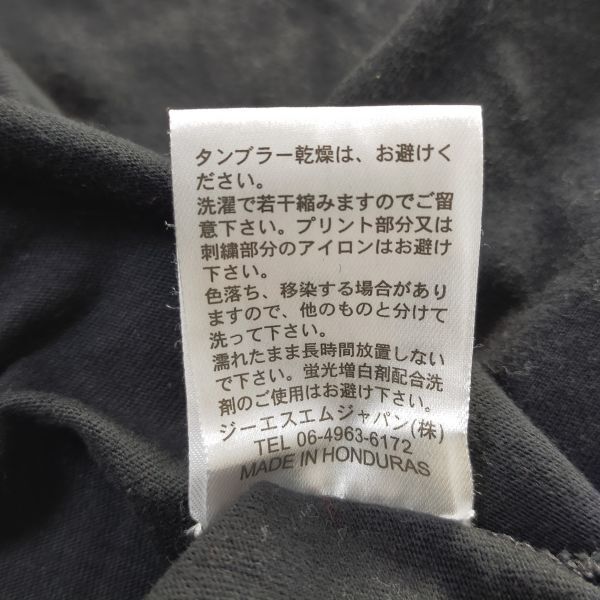 タンブラー乾燥は、お避けく
ださい。
洗濯で若干縮みますのでご留
意下さい。プリント部分又は
刺繍部分のアイロンはお避け
下さい。
色落ち、移染する場合があり
ますので、他のものと分けて
洗って下さい。
濡れたまま長時間放置しない
で下さい。蛍光増白剤配合洗
剤のご使用はお避け下さい。
ジーエスエムジャパン(株)
TEL 06-4963-6172
MADE IN HONDURAS